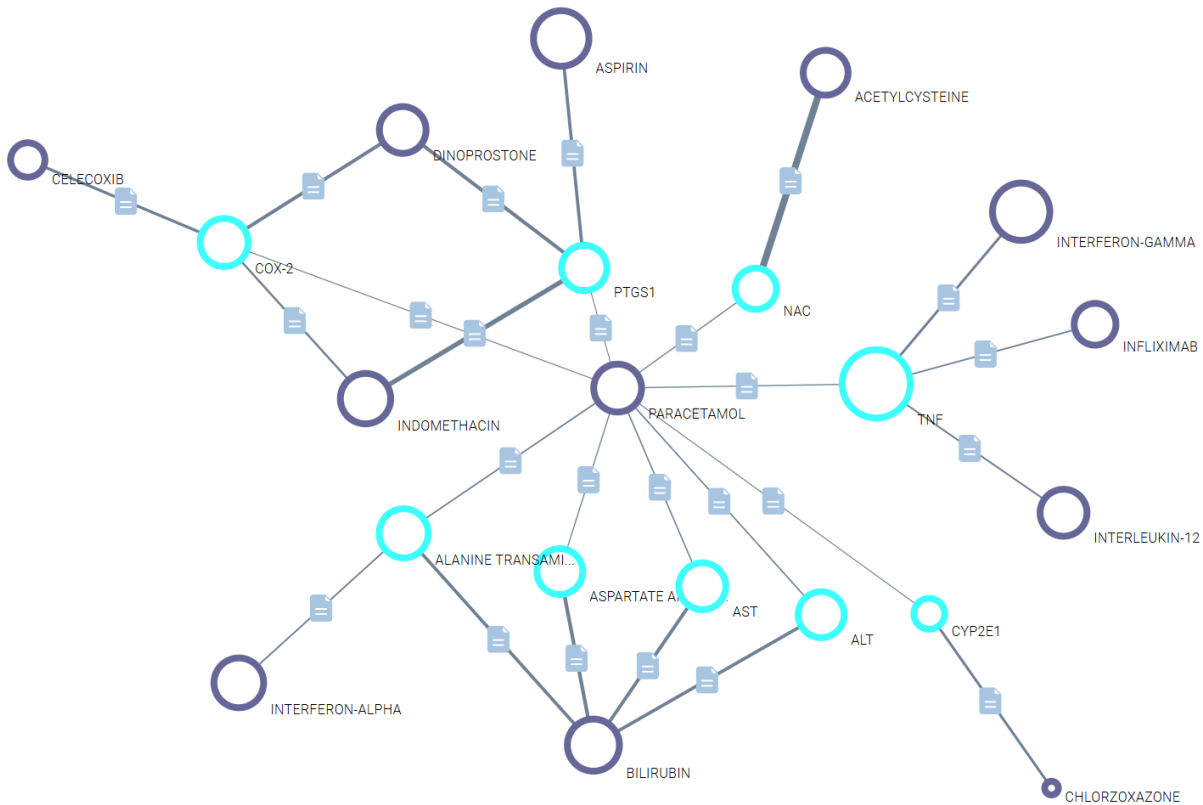 ASPIRIN
ACETYLCYSTEINE
DINOPROSTONE
CELECOXIB
INTERFERON-GAMMA
COX-2
PTGS1
NAC
INFLIXIMAB
PARACETAMOL
TNF
INDOMETHACIN
INTERLEUKIN-12
ALANINE TRANSAMI...
ASPARTATE
AST
CYP2E1
ALT
INTERFERON-ALPHA
BILIRUBIN
CHLORZOXAZONE